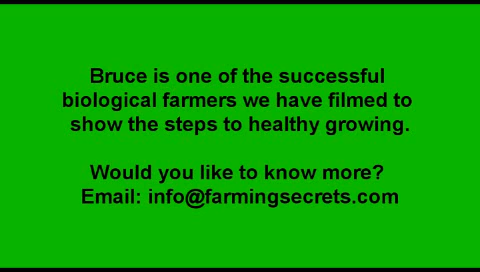 Bruce is one of the successful
biological farmers we have filmed to
show the steps to healthy growing.
Would you like to know more?
Email: info@farmingsecrets.com